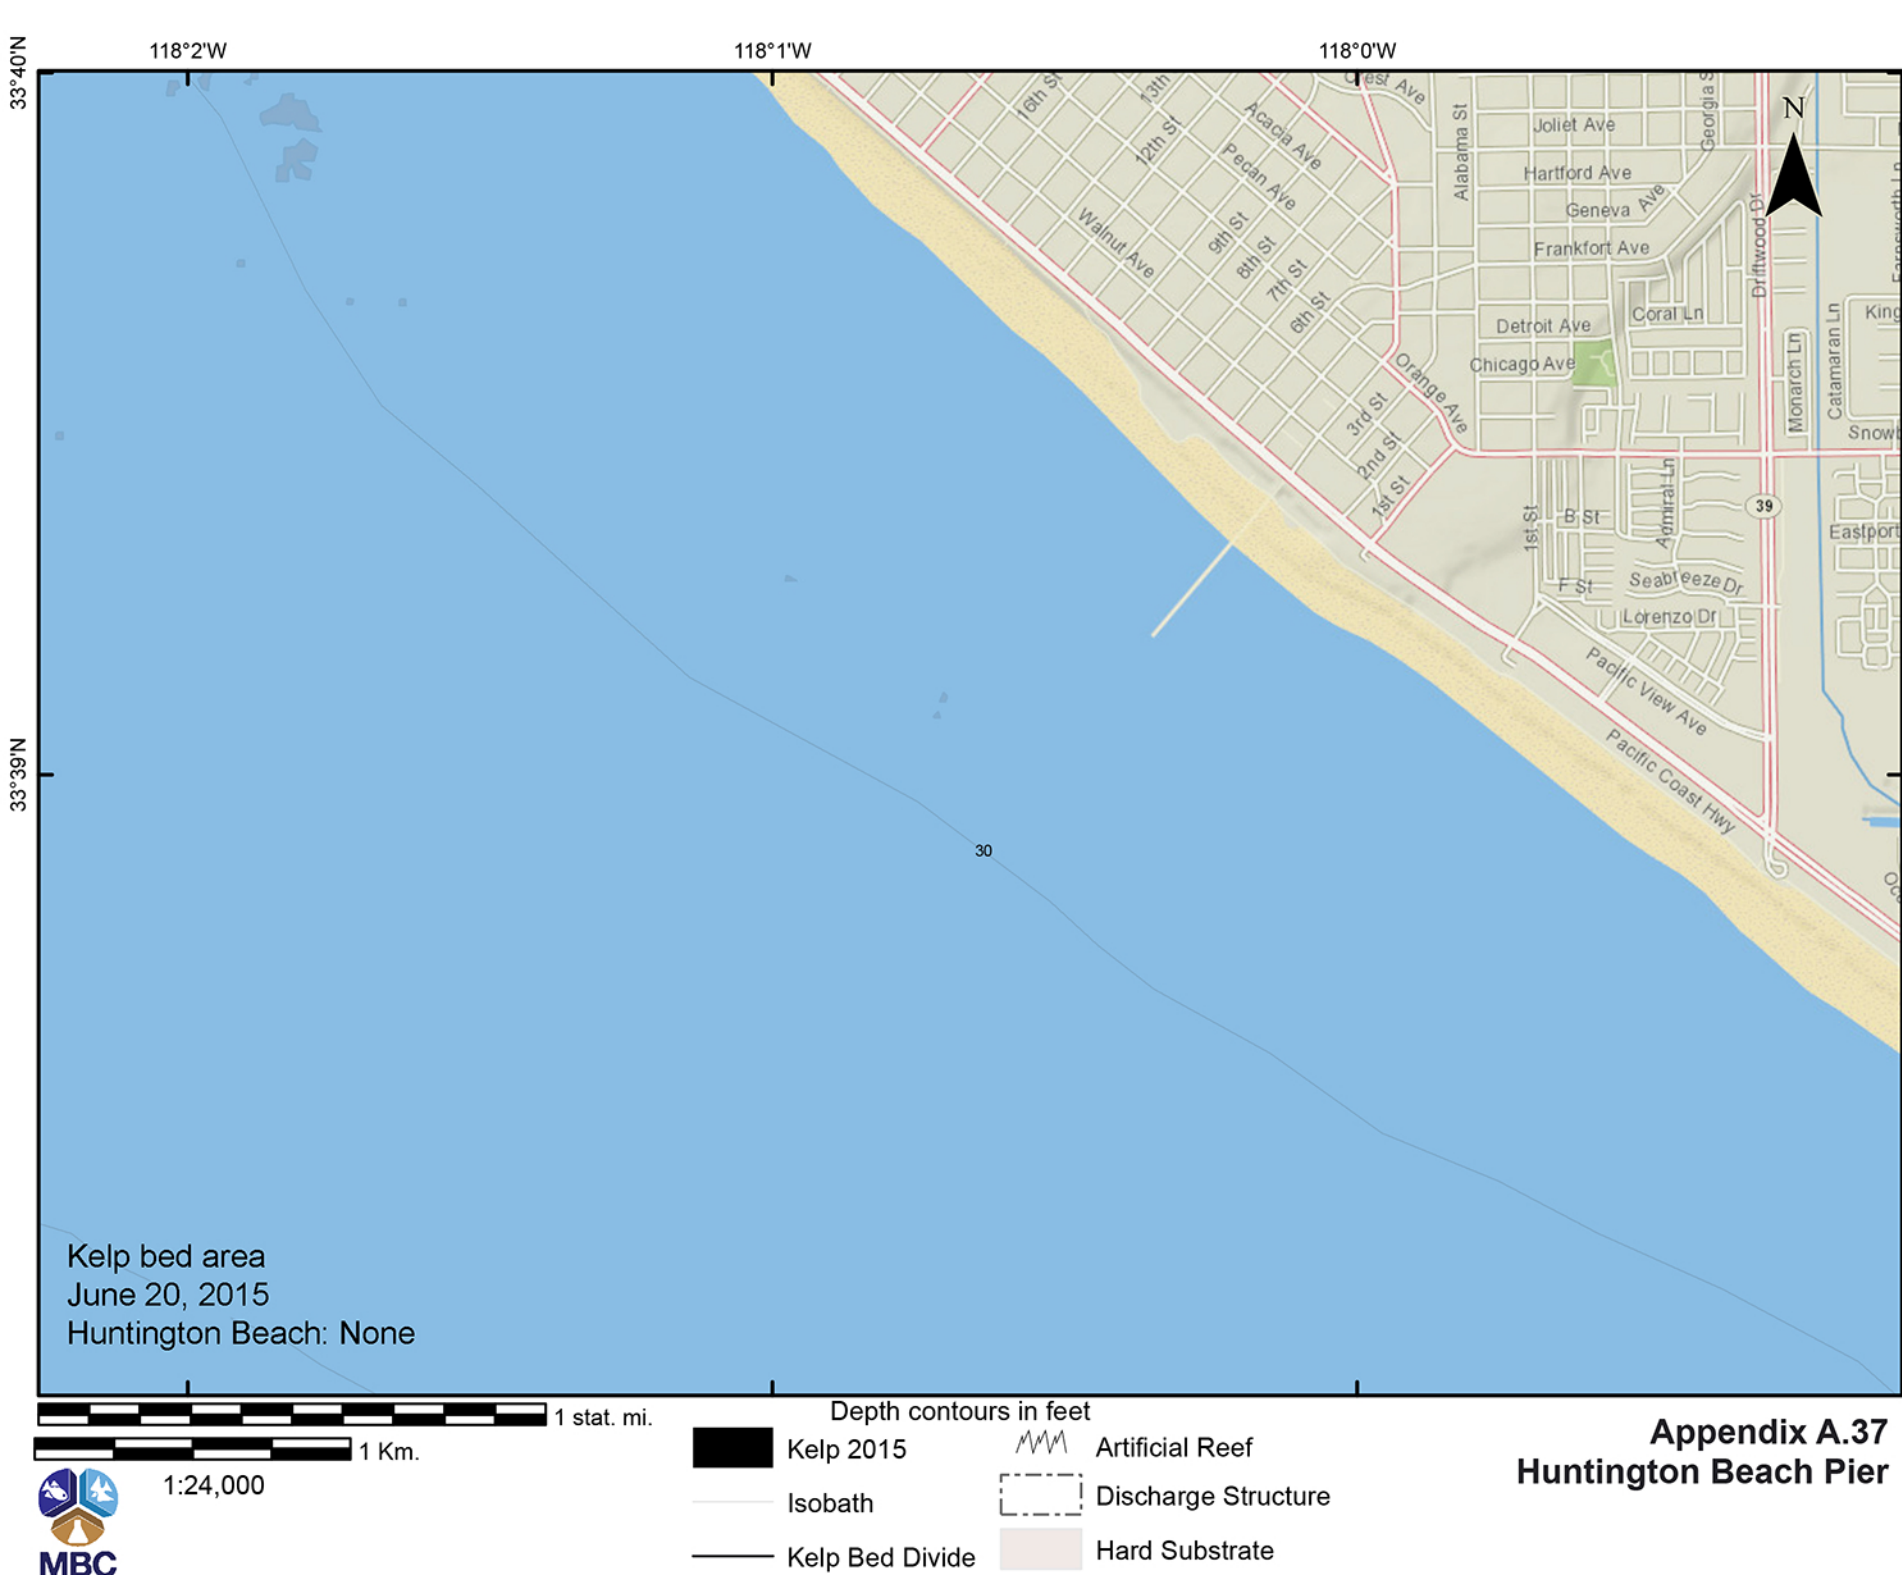 118°2'W
118°1'W
118°0'W
33°40'N
33°39'N
16th St
13th
12th St
Acacia Ave
Pecan Ave
Walnut Ave
9th St
8th St
7th St
6th St
3rd St
2nd St
1st St
Orange Ave
Alabama St
Joliet Ave
Hartford Ave
Geneva Ave
Frankfort Ave
Detroit Ave
Chicago Ave
Coral Ln
Driftwood Dr
Monarch Ln
Catamaran Ln
N
39
1st St
B St
F St
Admiral Ln
Seabreeze Dr
Lorenzo Dr
Pacific View Ave
Pacific Coast Hwy
Eastport
30
Kelp bed area
June 20, 2015
Huntington Beach: None
1 stat. mi.
1 Km.
1:24,000
MBC
Depth contours in feet
Kelp 2015
Isobath
Kelp Bed Divide
Artificial Reef
Discharge Structure
Hard Substrate
Appendix A.37
Huntington Beach Pier